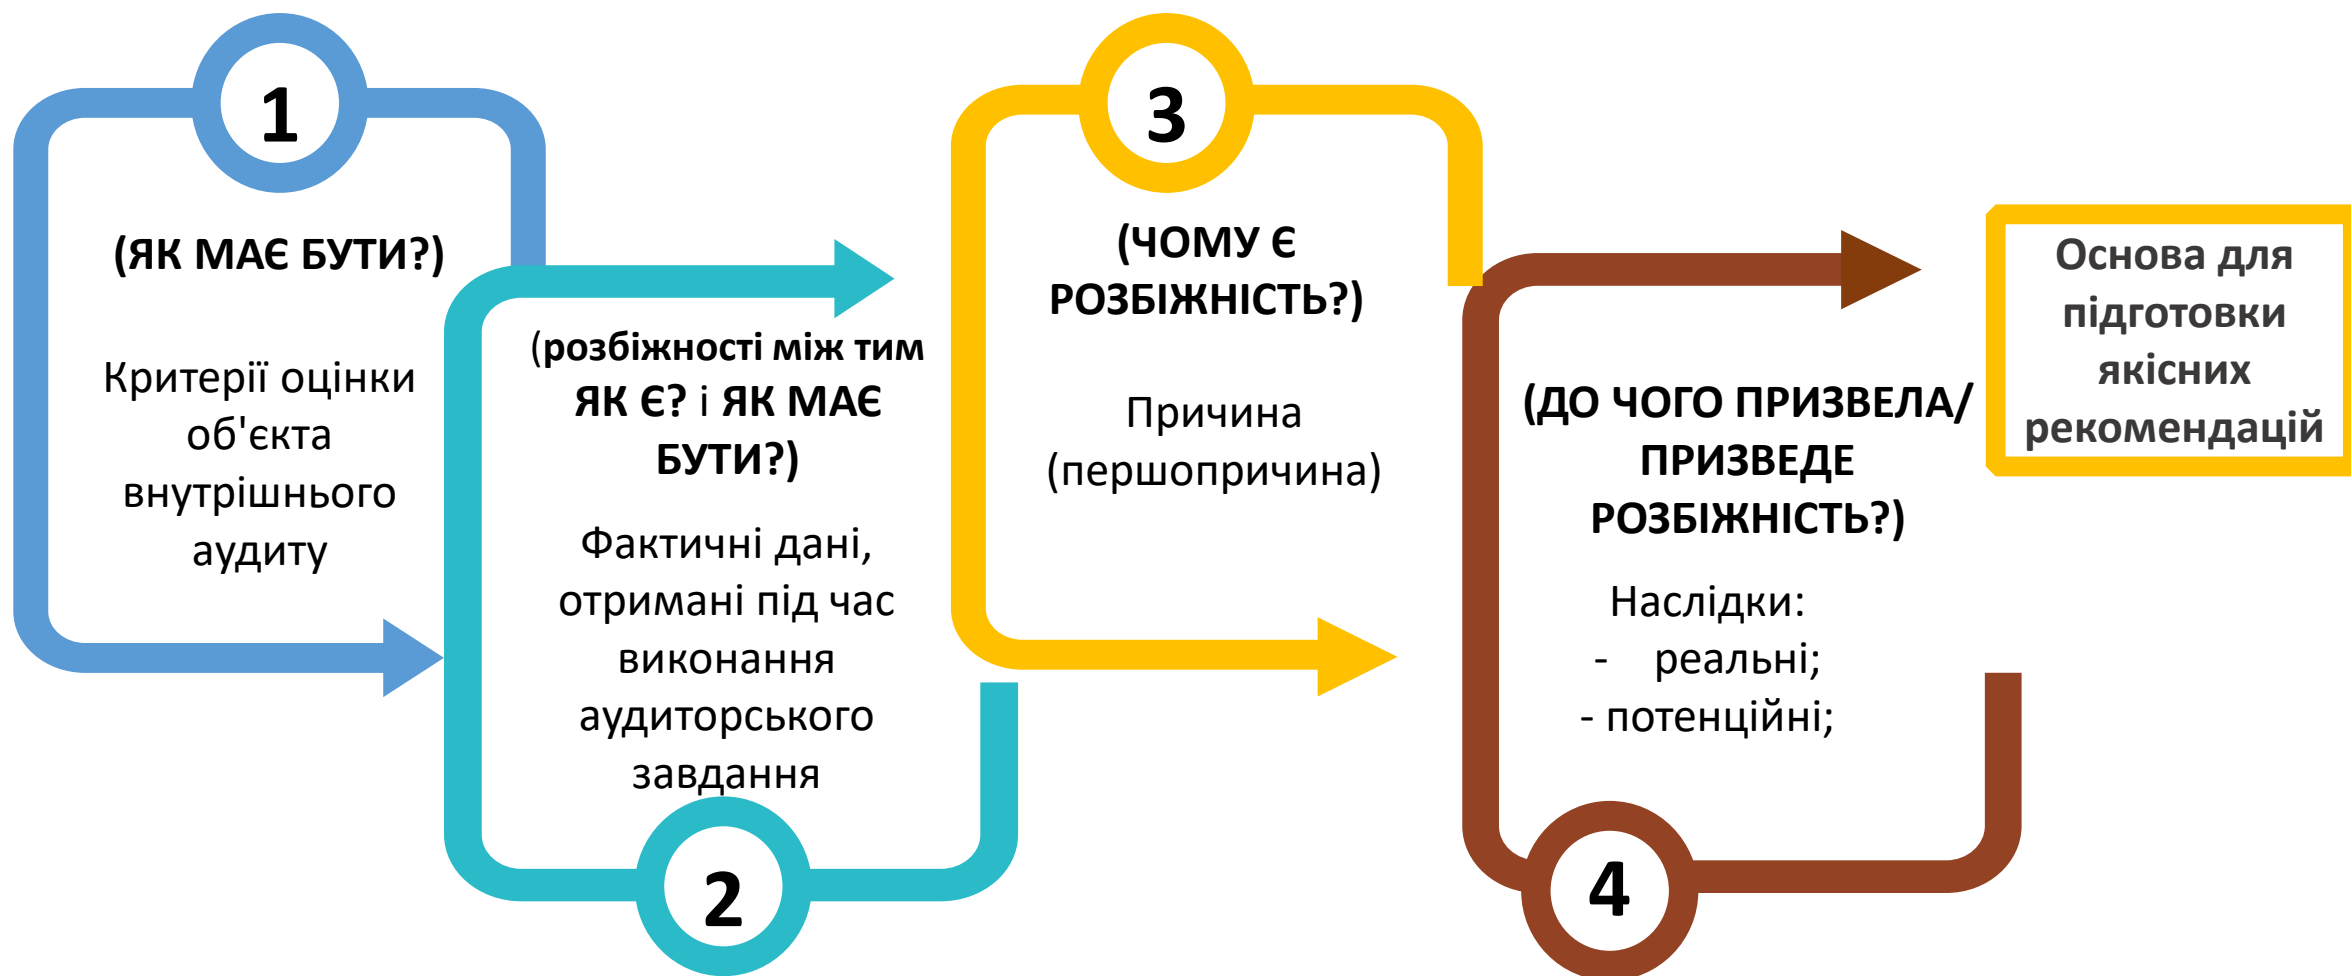 1
(ЯК МАЄ БУТИ?)
Критерії оцінки
об'єкта
внутрішнього
аудиту
(розбіжності між тим
ЯК Є? і ЯК МАЄ
БУТИ?)
Фактичні дані,
отримані під час
виконання
аудиторського
завдання
2
3
(ЧОМУ Є
РОЗБІЖНІСТЬ?)
Причина
(першопричина)
(ДО ЧОГО ПРИЗВЕЛА/
ПРИЗВЕДЕ
РОЗБІЖНІСТЬ?)
Наслідки:
- реальні;
- потенційні;
4
Основа для
підготовки
якісних
рекомендацій